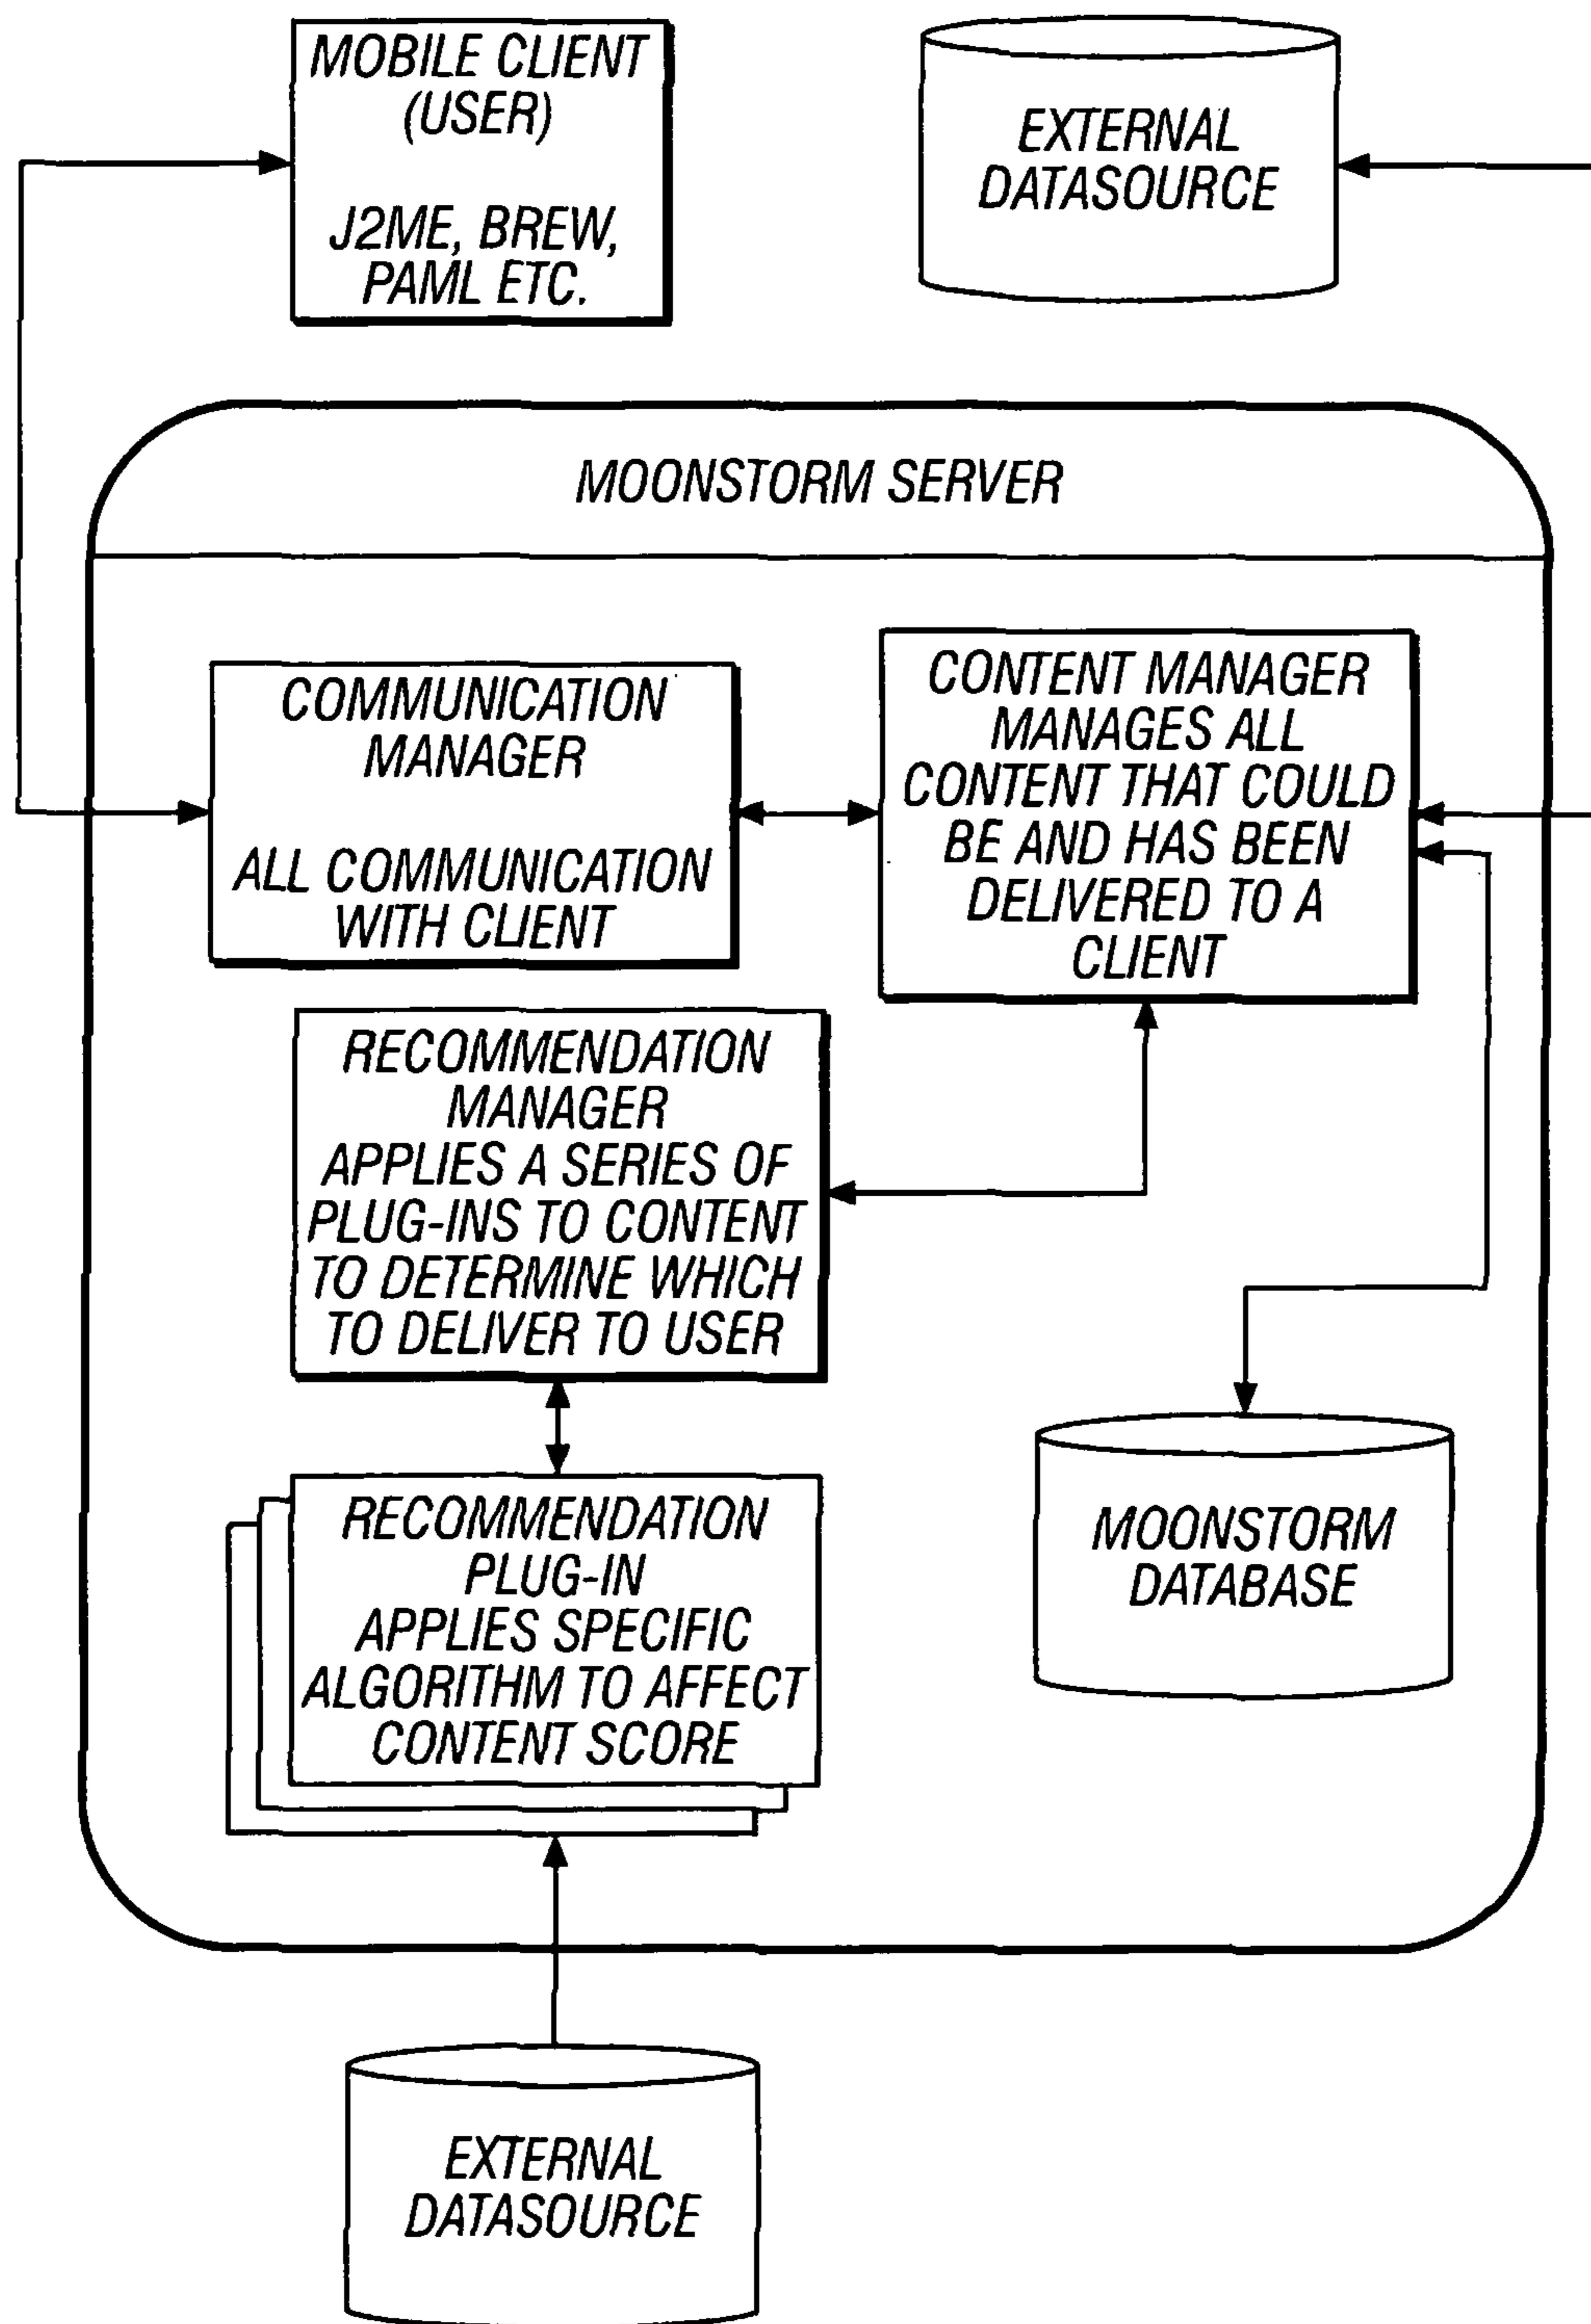 MOBILE CLIENT
(USER)
J2ME, BREW,
PAML ETC.
EXTERNAL
DATASOURCE
MOONSTORM SERVER
COMMUNICATION
MANAGER
ALL COMMUNICATION
WITH CLIENT
CONTENT MANAGER
MANAGES ALL
CONTENT THAT COULD
BE AND HAS BEEN
DELIVERED TO A
CLIENT
RECOMMENDATION
MANAGER
APPLIES A SERIES OF
PLUG-INS TO CONTENT
TO DETERMINE WHICH
TO DELIVER TO USER
RECOMMENDATION
PLUG-IN
APPLIES SPECIFIC
ALGORITHM TO AFFECT
CONTENT SCORE
MOONSTORM
DATABASE
EXTERNAL
DATASOURCE